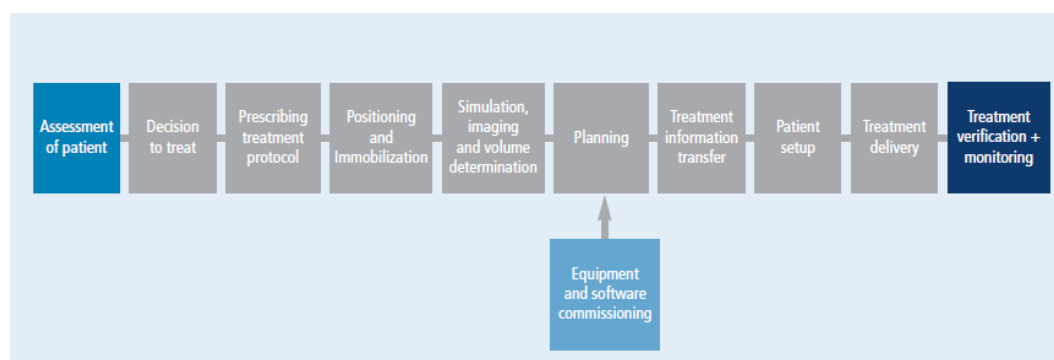 Assessment
of patient
Decision
to treat
Prescribing
treatment
protocol
Positioning
and
Immobilization
Simulation,
imaging
and volume
determination
Planning
Treatment
information
transfer
Patient
setup
Treatment
delivery
Treatment
verification +
monitoring
Equipment
and software
commissioning